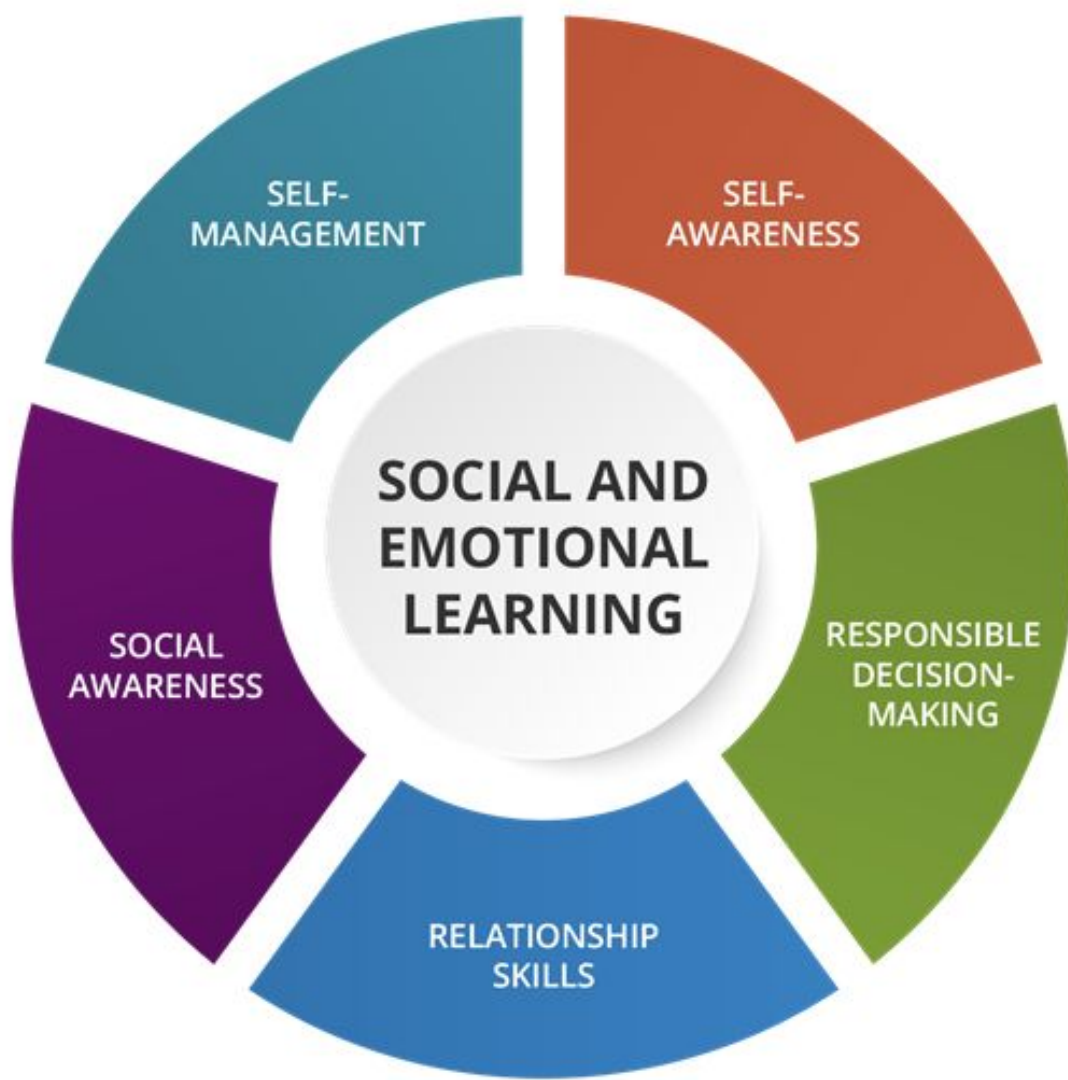 SELF-
MANAGEMENT
SELF-
AWARENESS
SOCIAL AND
EMOTIONAL
LEARNING
SOCIAL
AWARENESS
RESPONSIBLE
DECISION-
MAKING
RELATIONSHIP
SKILLS